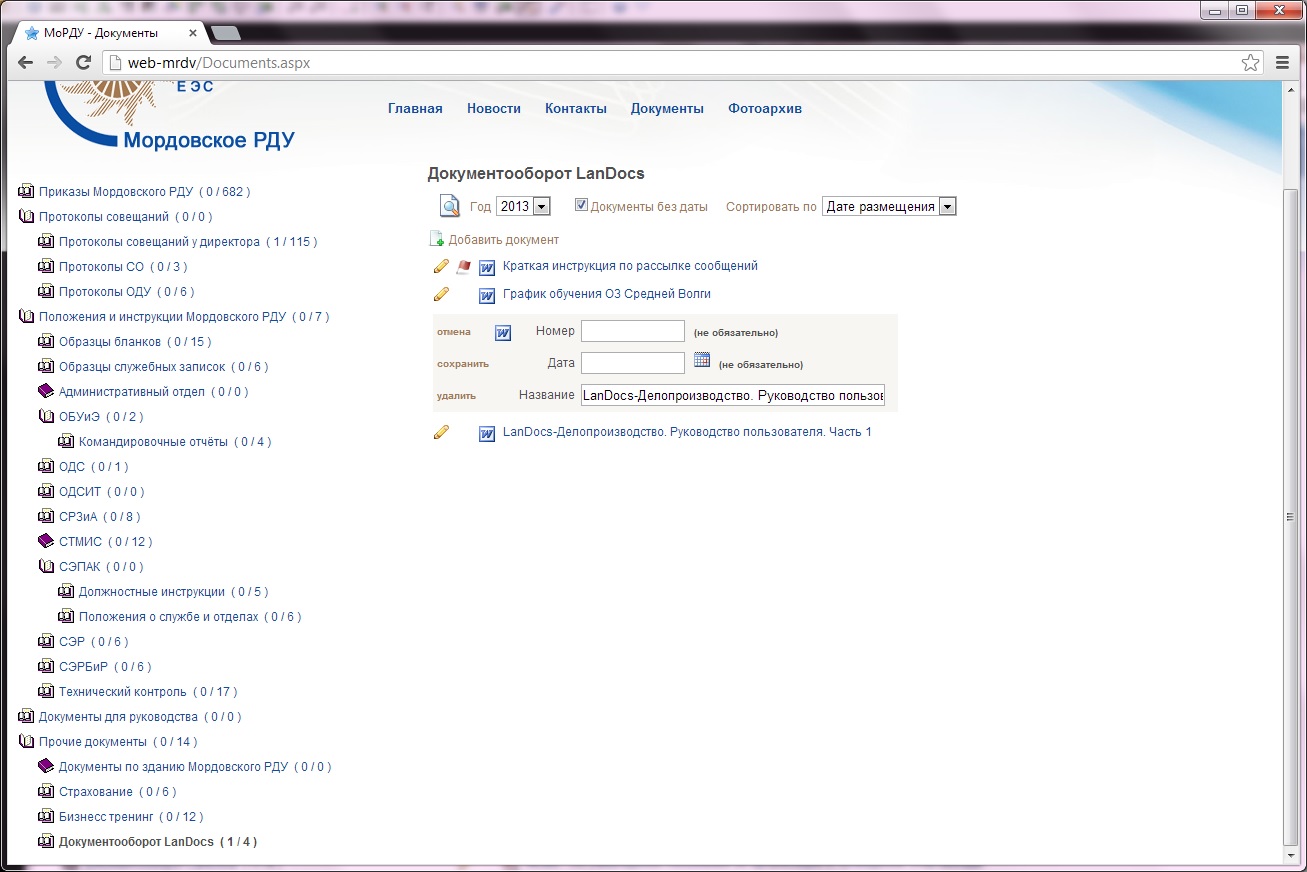 МоРДУ - Документы
web-mrdv/Documents.aspx
ЕЭС
Мордовское РДУ
Главная Новости Контакты Документы Фотоархив
Приказы Мордовского РДУ ( 0 / 682 )
Протоколы совещаний ( 0 / 0 )
Протоколы совещаний у директора ( 1 / 115 )
Протоколы СО ( 0 / 3 )
Протоколы ОДУ ( 0 / 6 )
Положения и инструкции Мордовского РДУ ( 0 / 7 )
Образцы бланков ( 0 / 15 )
Образцы служебных записок ( 0 / 6 )
Административный отдел ( 0 / 0 )
ОБУиЭ ( 0 / 2 )
Командировочные отчёты ( 0 / 4 )
ОДС ( 0 / 1 )
ОДСИТ ( 0 / 0 )
СРЗиА ( 0 / 8 )
СТМИС ( 0 / 12 )
СЭПАК ( 0 / 0 )
Должностные инструкции ( 0 / 5 )
Положения о службе и отделах ( 0 / 6 )
СЭР ( 0 / 6 )
СЭРБиР ( 0 / 6 )
Технический контроль ( 0 / 17 )
Документы для руководства ( 0 / 0 )
Прочие документы ( 0 / 14 )
Документы по зданию Мордовского РДУ ( 0 / 0 )
Страхование ( 0 / 6 )
Бизнесс тренинг ( 0 / 12 )
Документооборот LanDocs ( 1 / 4 )
Документооборот LanDocs
Год 2013 Документы без даты Сортировать по Дате размещения
Добавить документ
Краткая инструкция по рассылке сообщений
График обучения ОЗ Средней Волги
отмена Номер (не обязательно)
сохранить Дата (не обязательно)
удалить Название LanDocs-Делопроизводство. Руководство пользов
LanDocs-Делопроизводство. Руководство пользователя. Часть 1